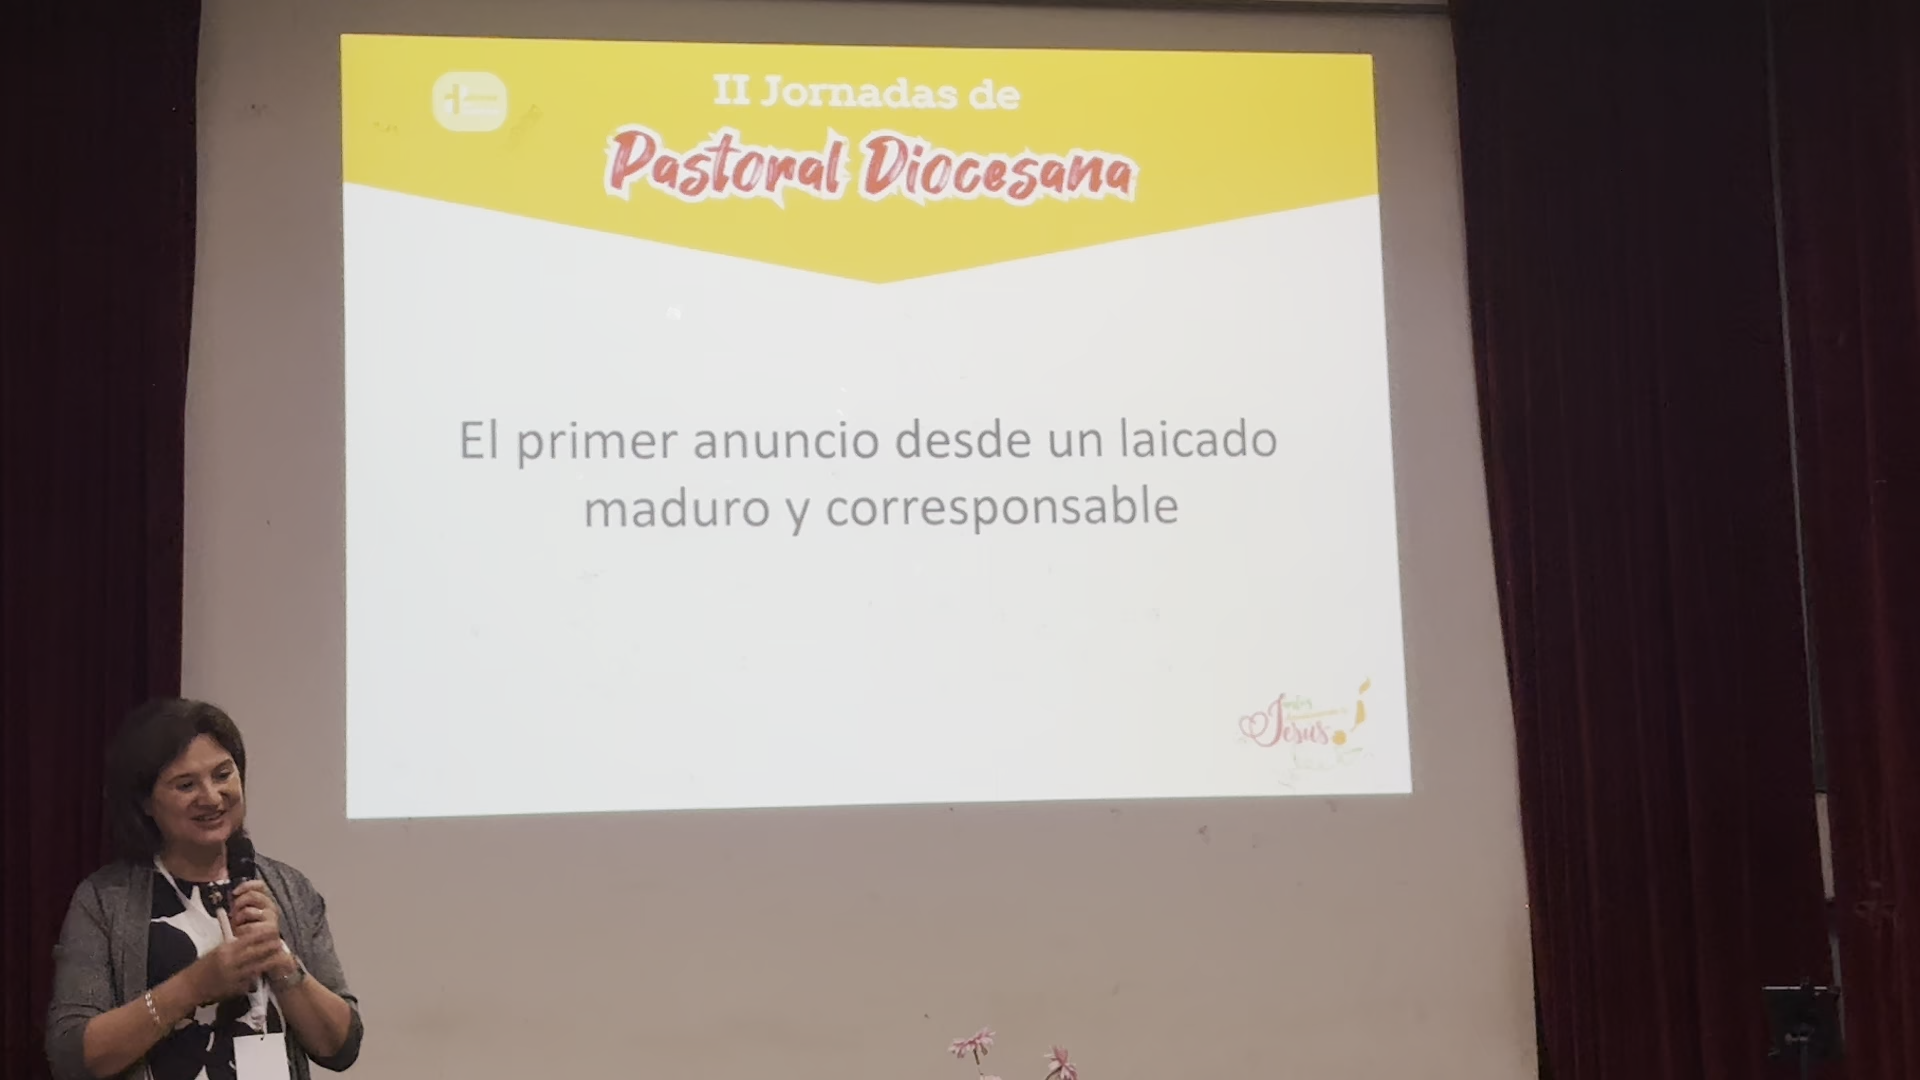 II Jornadas de
Pastoral Diocesana
El primer anuncio desde un laicado
maduro y corresponsable
Jesús